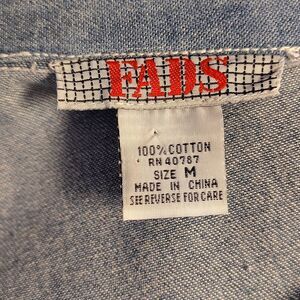 FADS
100% COTTON
RN 40787
SIZE M
MADE IN CHINA
SEE REVERSE FOR CARE